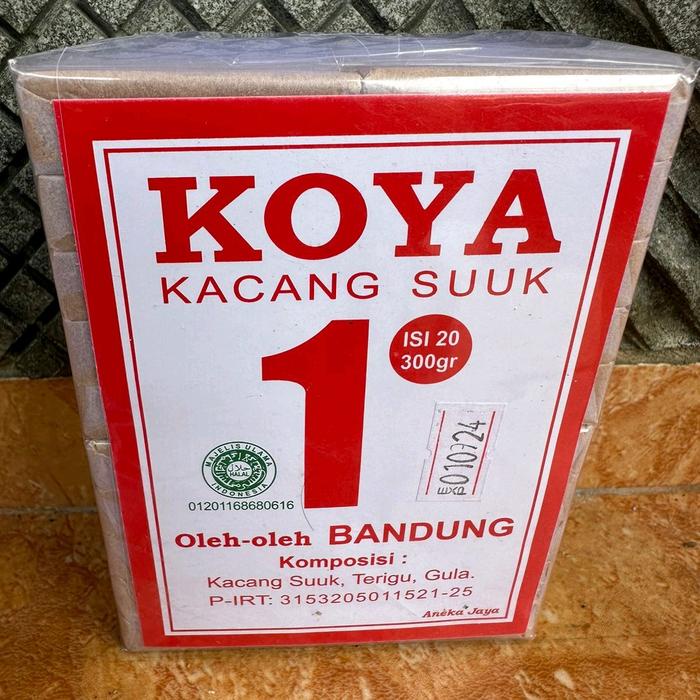 KOYA
KACANG SUUK
1
ISI 20
300gr
EXP 010724
MAJELIS ULAMA
HALAL
INDONESIA
01201168680616
Oleh-oleh BANDUNG
Komposisi :
Kacang Suuk, Terigu, Gula.
P-IRT: 3153205011521-25
Aneka Jaya